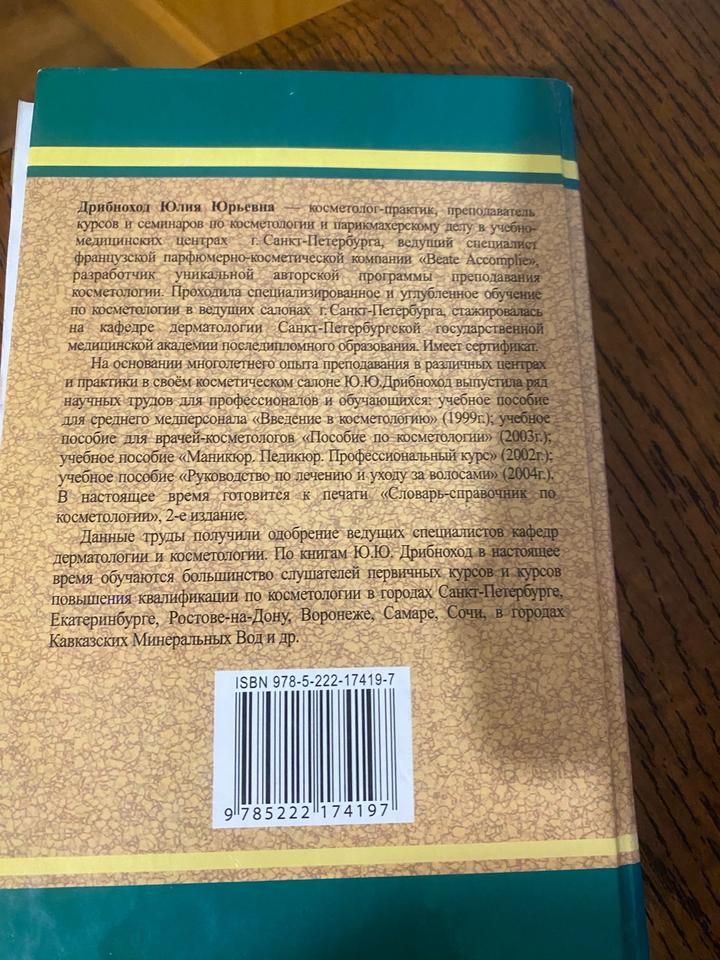 Дрибноход Юлия Юрьевна — косметолог-практик, преподаватель
курсов и семинаров по косметологии и парикмахерскому делу в учебно-
медицинских центрах г. Санкт-Петербурга, ведущий специалист
французской парфюмерно-косметической компании «Beate Accomplie»,
разработчик уникальной авторской программы преподавания
косметологии. Проходила специализированное и углубленное обучение
по косметологии в ведущих салонах г. Санкт-Петербурга, стажировалась
на кафедре дерматологии Санкт-Петербургской государственной
медицинской академии последипломного образования. Имеет сертификат.
На основании многолетнего опыта преподавания в различных центрах
и практики в своём косметическом салоне Ю.Ю.Дрибноход выпустила ряд
научных трудов для профессионалов и обучающихся: учебное пособие
для среднего медперсонала «Введение в косметологию» (1999г.); учебное
пособие для врачей-косметологов «Пособие по косметологии» (2003г.);
учебное пособие «Маникюр. Педикюр. Профессиональный курс» (2002г.);
учебное пособие «Руководство по лечению и уходу за волосами» (2004г.).
В настоящее время готовится к печати «Словарь-справочник по
косметологии», 2-е издание.
Данные труды получили одобрение ведущих специалистов кафедр
дерматологии и косметологии. По книгам Ю.Ю. Дрибноход в настоящее
время обучаются большинство слушателей первичных курсов и курсов
повышения квалификации по косметологии в городах Санкт-Петербурге,
Екатеринбурге, Ростове-на-Дону, Воронеже, Самаре, Сочи, в городах
Кавказских Минеральных Вод и др.
ISBN 978-5-222-17419-7
9 785222 174197